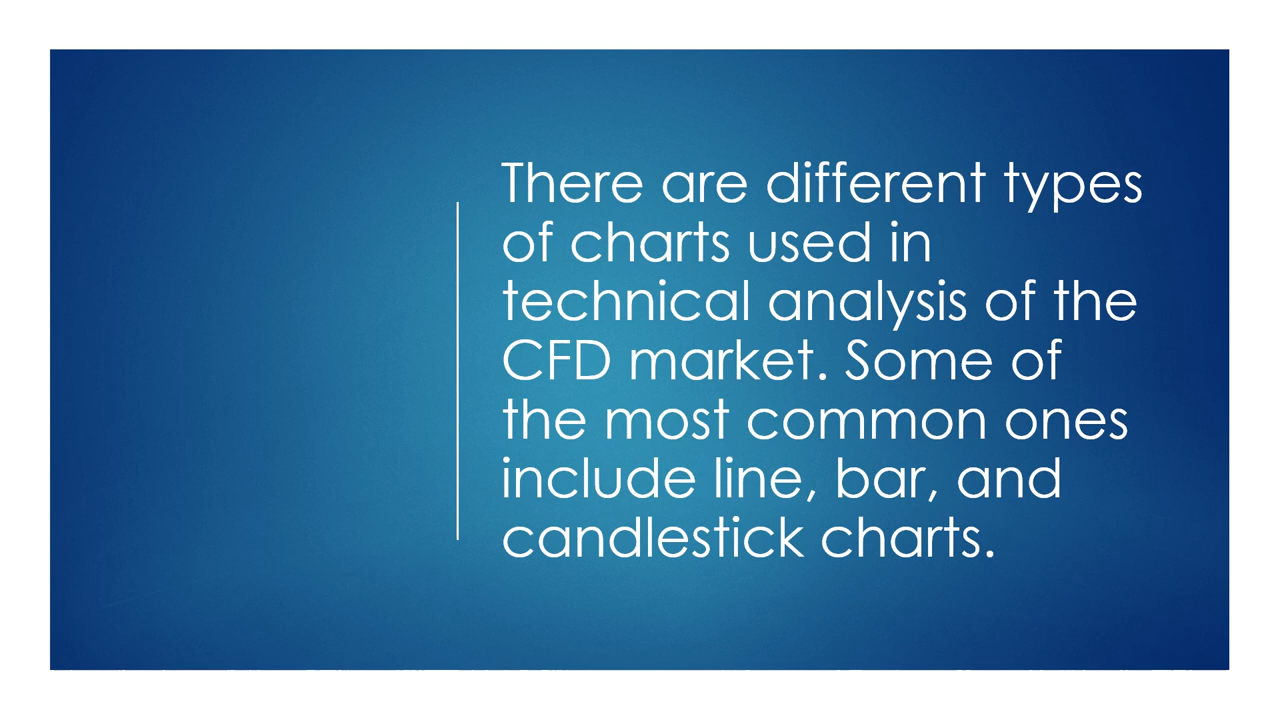 There are different types
of charts used in
technical analysis of the
CFD market. Some of
the most common ones
include line, bar, and
candlestick charts.